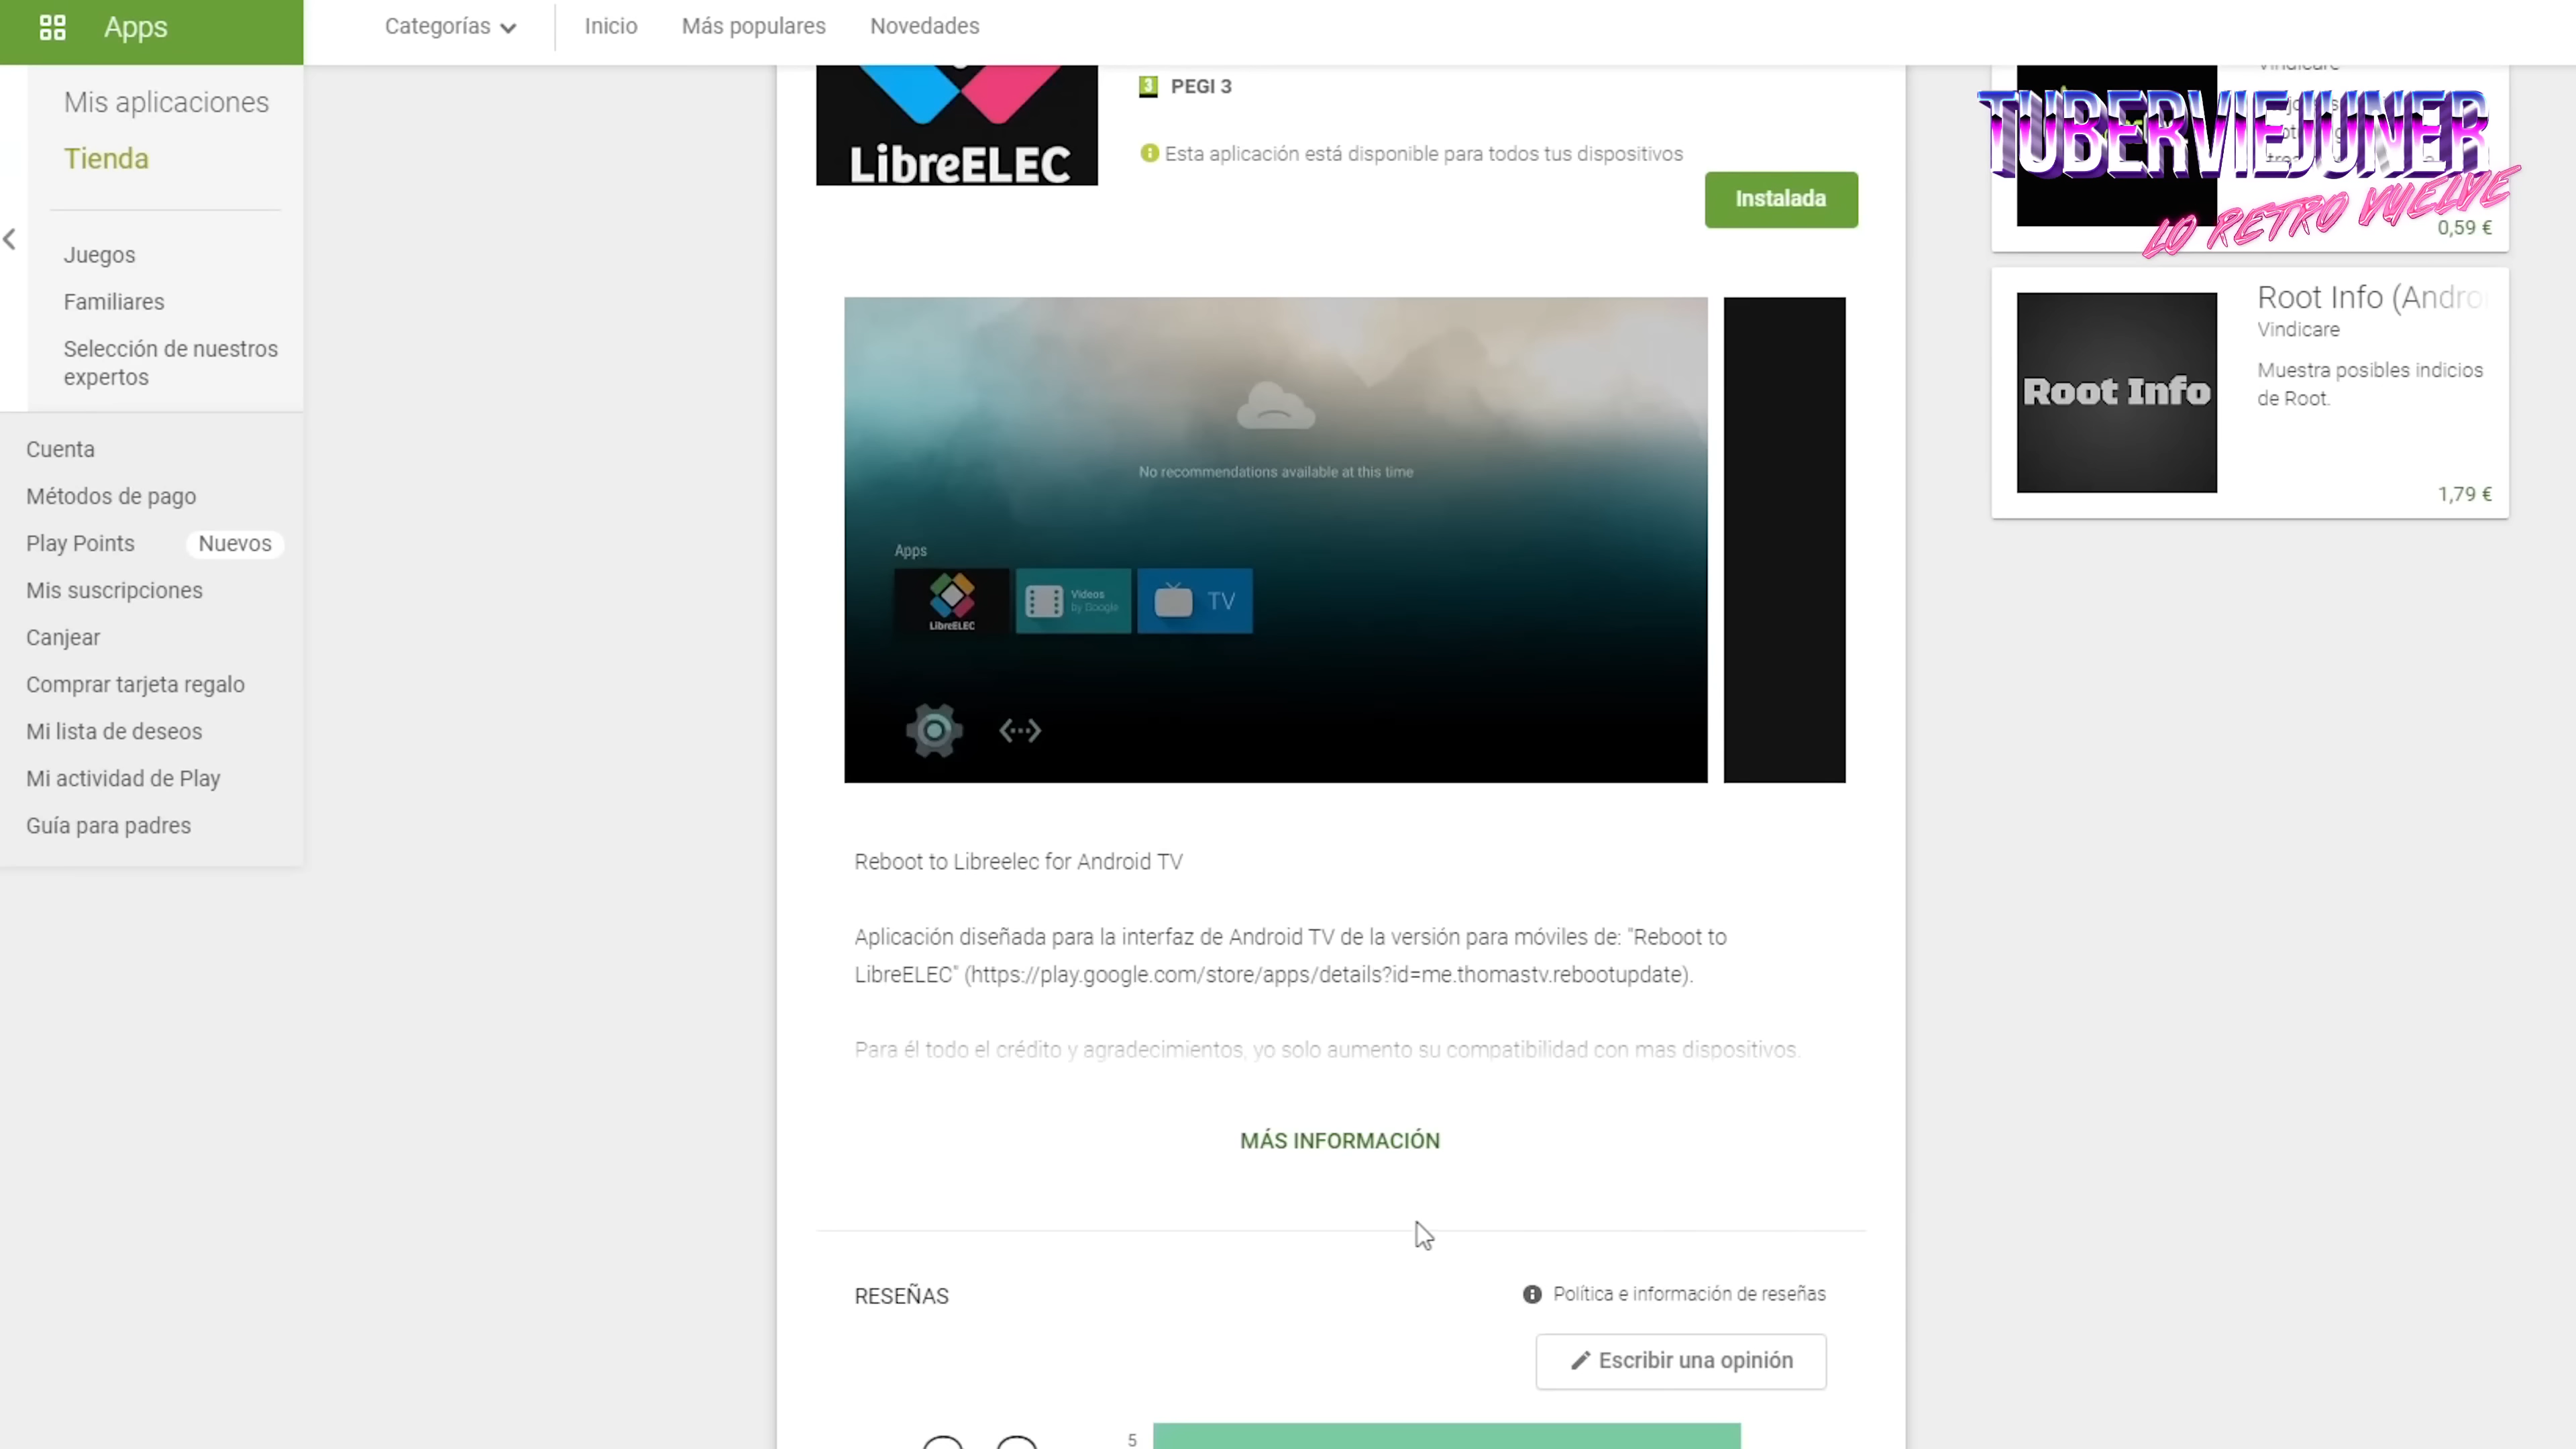 Apps
Categorías
Inicio
Más populares
Novedades
Mis aplicaciones
Tienda
Juegos
Familiares
Selección de nuestros
expertos
Cuenta
Métodos de pago
Play Points
Nuevos
Mis suscripciones
Canjear
Comprar tarjeta regalo
Mi lista de deseos
Mi actividad de Play
Guía para padres
LibreELEC
3
PEGI 3
Esta aplicación está disponible para todos tus dispositivos
Instalada
No recommendations available at this time
Apps
LibreELEC
Videos
by Google
TV
Reboot to Libreelec for Android TV
Aplicación diseñada para la interfaz de Android TV de la versión para móviles de: "Reboot to
LibreELEC" (https://play.google.com/store/apps/details?id=me.thomastv.rebootupdate).
Para él todo el crédito y agradecimientos, yo solo aumento su compatibilidad con mas dispositivos.
MÁS INFORMACIÓN
RESEÑAS
Política e información de reseñas
Escribir una opinión
5
Vindicare
TUBERVIEJUNER
LO RETRO VUELVE
0,59 €
Root Info
Root Info (Andro
Vindicare
Muestra posibles indicios
de Root.
1,79 €